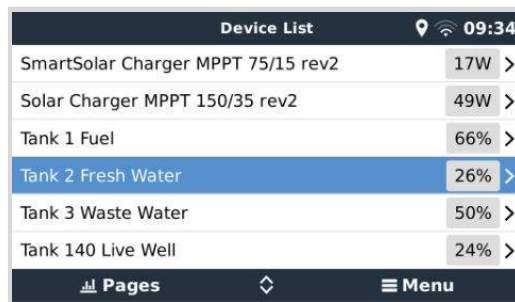 Device List 09:34
SmartSolar Charger MPPT 75/15 rev2 17W
Solar Charger MPPT 150/35 rev2 49W
Tank 1 Fuel 66%
Tank 2 Fresh Water 26%
Tank 3 Waste Water 50%
Tank 140 Live Well 24%
Pages Menu